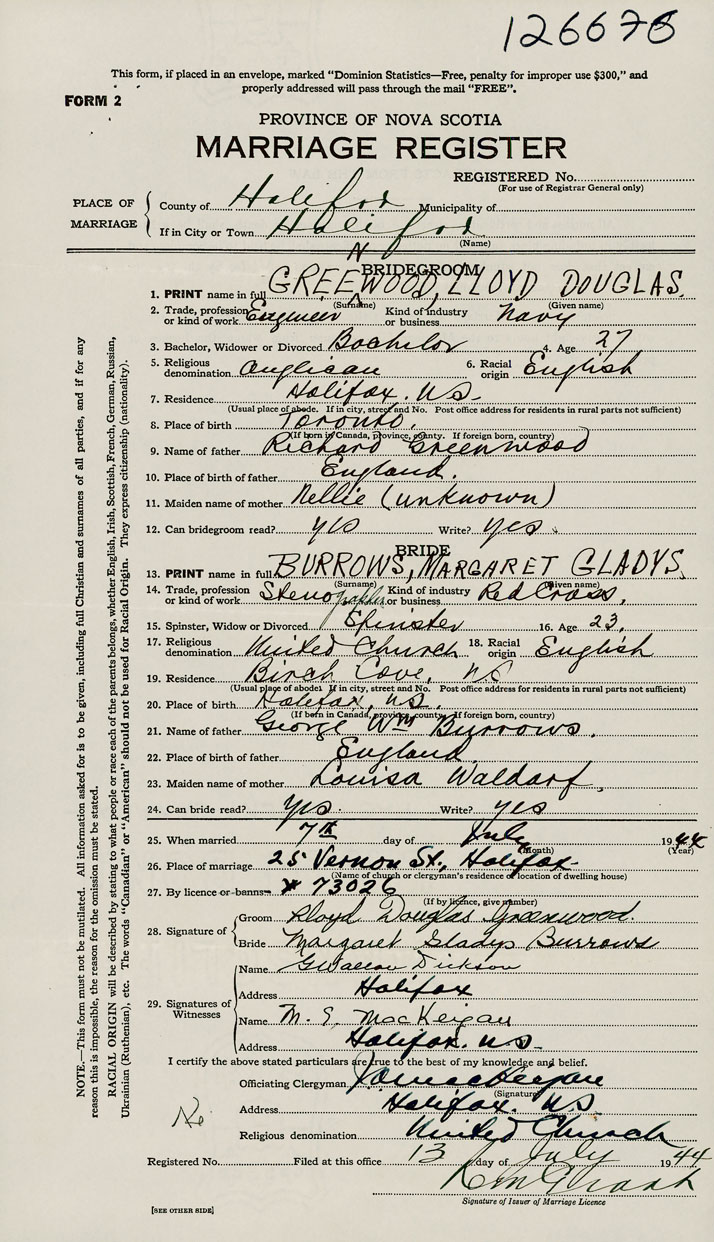 126676
This form, if placed in an envelope, marked "Dominion Statistics—Free, penalty for improper use $300," and
properly addressed will pass through the mail "FREE".
FORM 2
PROVINCE OF NOVA SCOTIA
MARRIAGE REGISTER
REGISTERED No.
(For use of Registrar General only)
PLACE OF MARRIAGE
County of Halifax Municipality of
If in City or Town Halifax
(Name)
BRIDEGROOM
1. PRINT name in full GREENWOOD, LLOYD DOUGLAS.
(Surname) (Given name)
2. Trade, profession or kind of work Engineer Kind of industry or business Navy
3. Bachelor, Widower or Divorced Bachelor 4. Age 27
5. Religious denomination Anglican 6. Racial origin English
7. Residence Halifax. N.S.
(Usual place of abode. If in city, street and No. Post office address for residents in rural parts not sufficient)
8. Place of birth Toronto.
(If born in Canada, province, county. If foreign born, country)
9. Name of father Richard Greenwood
10. Place of birth of father England.
11. Maiden name of mother Nellie (unknown)
12. Can bridegroom read? yes Write? yes
BRIDE
13. PRINT name in full BURROWS, MARGARET GLADYS.
(Surname) (Given name)
14. Trade, profession or kind of work Stenographer Kind of industry or business Red Cross.
15. Spinster, Widow or Divorced Spinster 16. Age 23.
17. Religious denomination United Church 18. Racial origin English
19. Residence Birch Cove, NS
(Usual place of abode. If in city, street and No. Post office address for residents in rural parts not sufficient)
20. Place of birth Halifax, N.S.
(If born in Canada, province, county. If foreign born, country)
21. Name of father George Wm Burrows.
22. Place of birth of father England
23. Maiden name of mother Louisa Waldorf.
24. Can bride read? Yes. Write? yes
25. When married 7th day of July 1944
(Month) (Year)
26. Place of marriage 25 Vernon St., Halifax
(Name of church or clergyman's residence or location of dwelling house)
27. By licence or banns # 73026
(If by licence, give number)
28. Signature of
Groom Lloyd Douglas Greenwood.
Bride Margaret Gladys Burrows
29. Signatures of Witnesses
Name Dickson
Address Halifax
Name M. E. MacKeigan
Address Halifax. N.S.
I certify the above stated particulars are true to the best of my knowledge and belief.
Officiating Clergyman MacKeigan
(Signature)
Address Halifax. N.S.
Religious denomination United Church
Registered No. Filed at this office 13 day of July 1944
Signature of Issuer of Marriage Licence
[SEE OTHER SIDE]
NOTE.—This form must not be mutilated. All information asked for is to be given, including full Christian and surnames of all parties, and if for any
reason this is impossible, the reason for the omission must be stated.
RACIAL ORIGIN will be described by stating to what people or race each of the parents belongs, whether English, Irish, Scottish, French, German, Russian,
Ukrainian (Ruthenian), etc. The words "Canadian" or "American" should not be used for Racial Origin. They express citizenship (nationality).